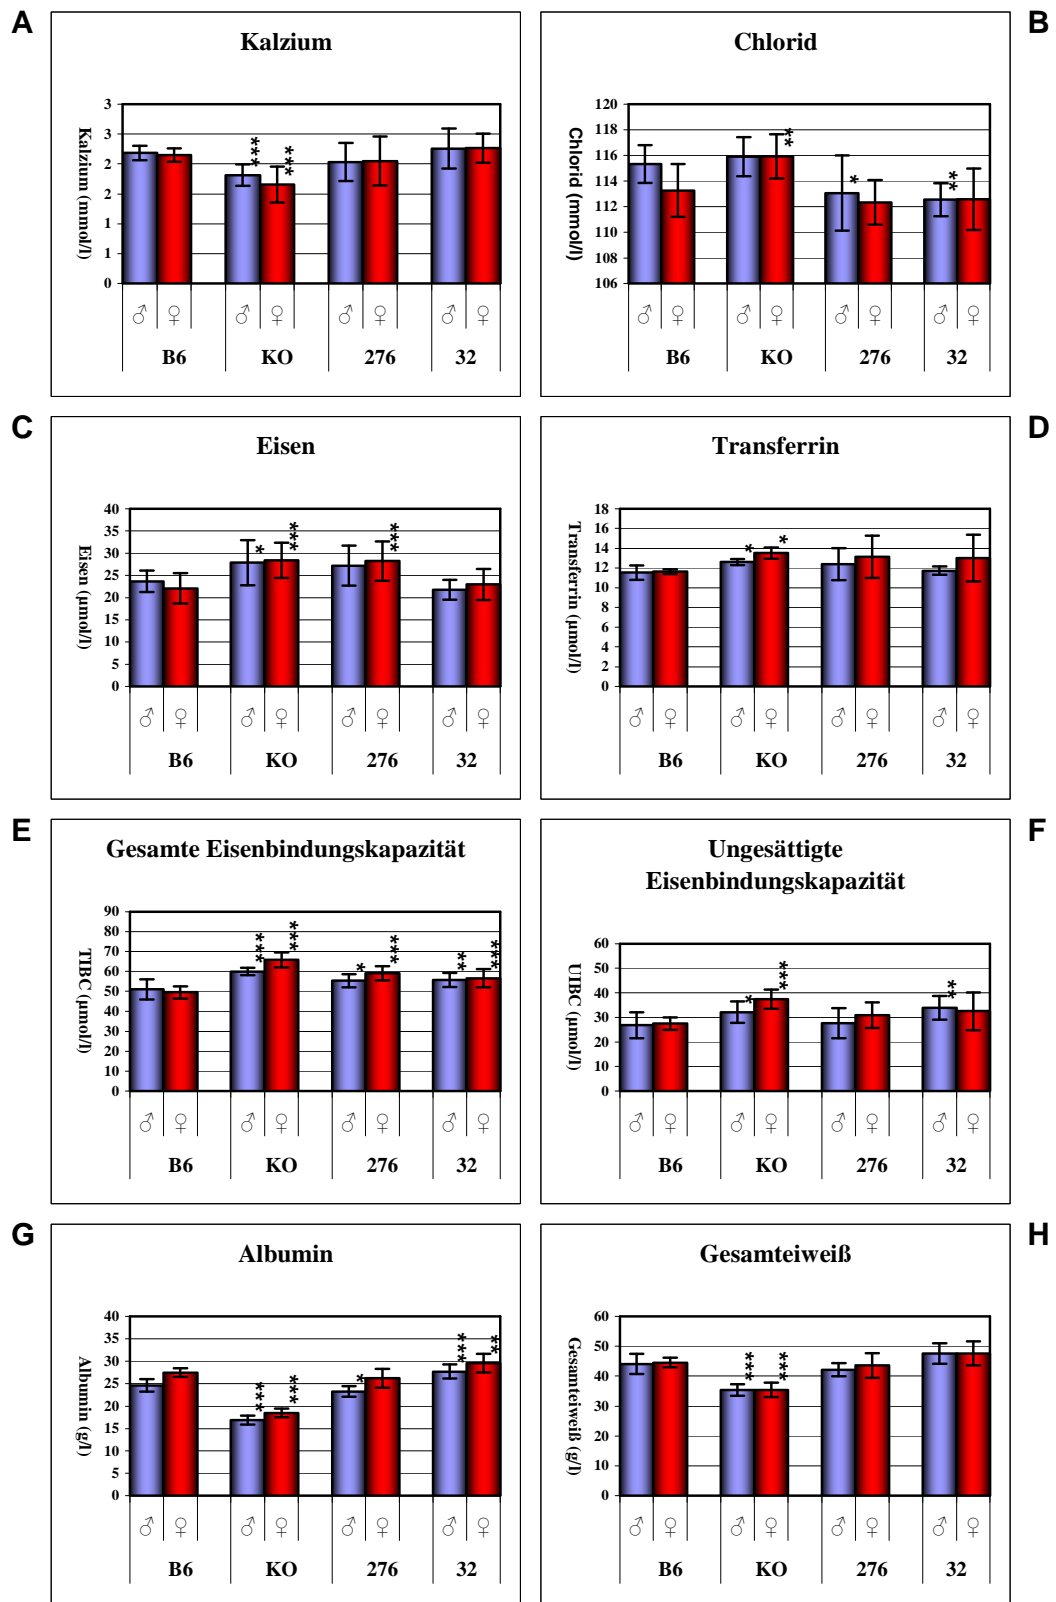 A
Kalzium
Kalzium (mmol/l)
3
3
2
2
1
1
0
*** ***
♂ ♀ ♂ ♀ ♂ ♀ ♂ ♀
B6 KO 276 32
B
Chlorid
Chlorid (mmol/l)
120
118
116
114
112
110
108
106
** * **
♂ ♀ ♂ ♀ ♂ ♀ ♂ ♀
B6 KO 276 32
C
Eisen
Eisen (µmol/l)
40
35
30
25
20
15
10
5
0
* *** ***
♂ ♀ ♂ ♀ ♂ ♀ ♂ ♀
B6 KO 276 32
D
Transferrin
Transferrin (µmol/l)
18
16
14
12
10
8
6
4
2
0
* *
♂ ♀ ♂ ♀ ♂ ♀ ♂ ♀
B6 KO 276 32
E
Gesamte Eisenbindungskapazität
TIBC (µmol/l)
90
80
70
60
50
40
30
20
10
0
*** *** * *** ** ***
♂ ♀ ♂ ♀ ♂ ♀ ♂ ♀
B6 KO 276 32
F
Ungesättigte
Eisenbindungskapazität
UIBC (µmol/l)
60
50
40
30
20
10
0
* *** **
♂ ♀ ♂ ♀ ♂ ♀ ♂ ♀
B6 KO 276 32
G
Albumin
Albumin (g/l)
40
35
30
25
20
15
10
5
0
*** *** * *** **
♂ ♀ ♂ ♀ ♂ ♀ ♂ ♀
B6 KO 276 32
H
Gesamteiweiß
Gesamteiweiß (g/l)
60
50
40
30
20
10
0
*** ***
♂ ♀ ♂ ♀ ♂ ♀ ♂ ♀
B6 KO 276 32